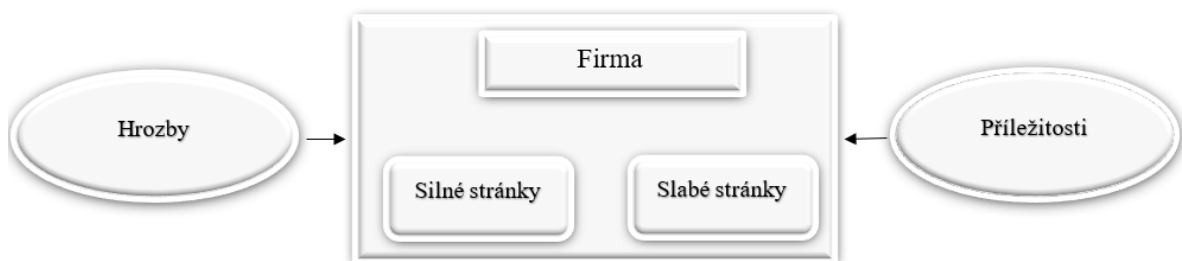 Firma
Hrozby
Příležitosti
Silné stránky
Slabé stránky